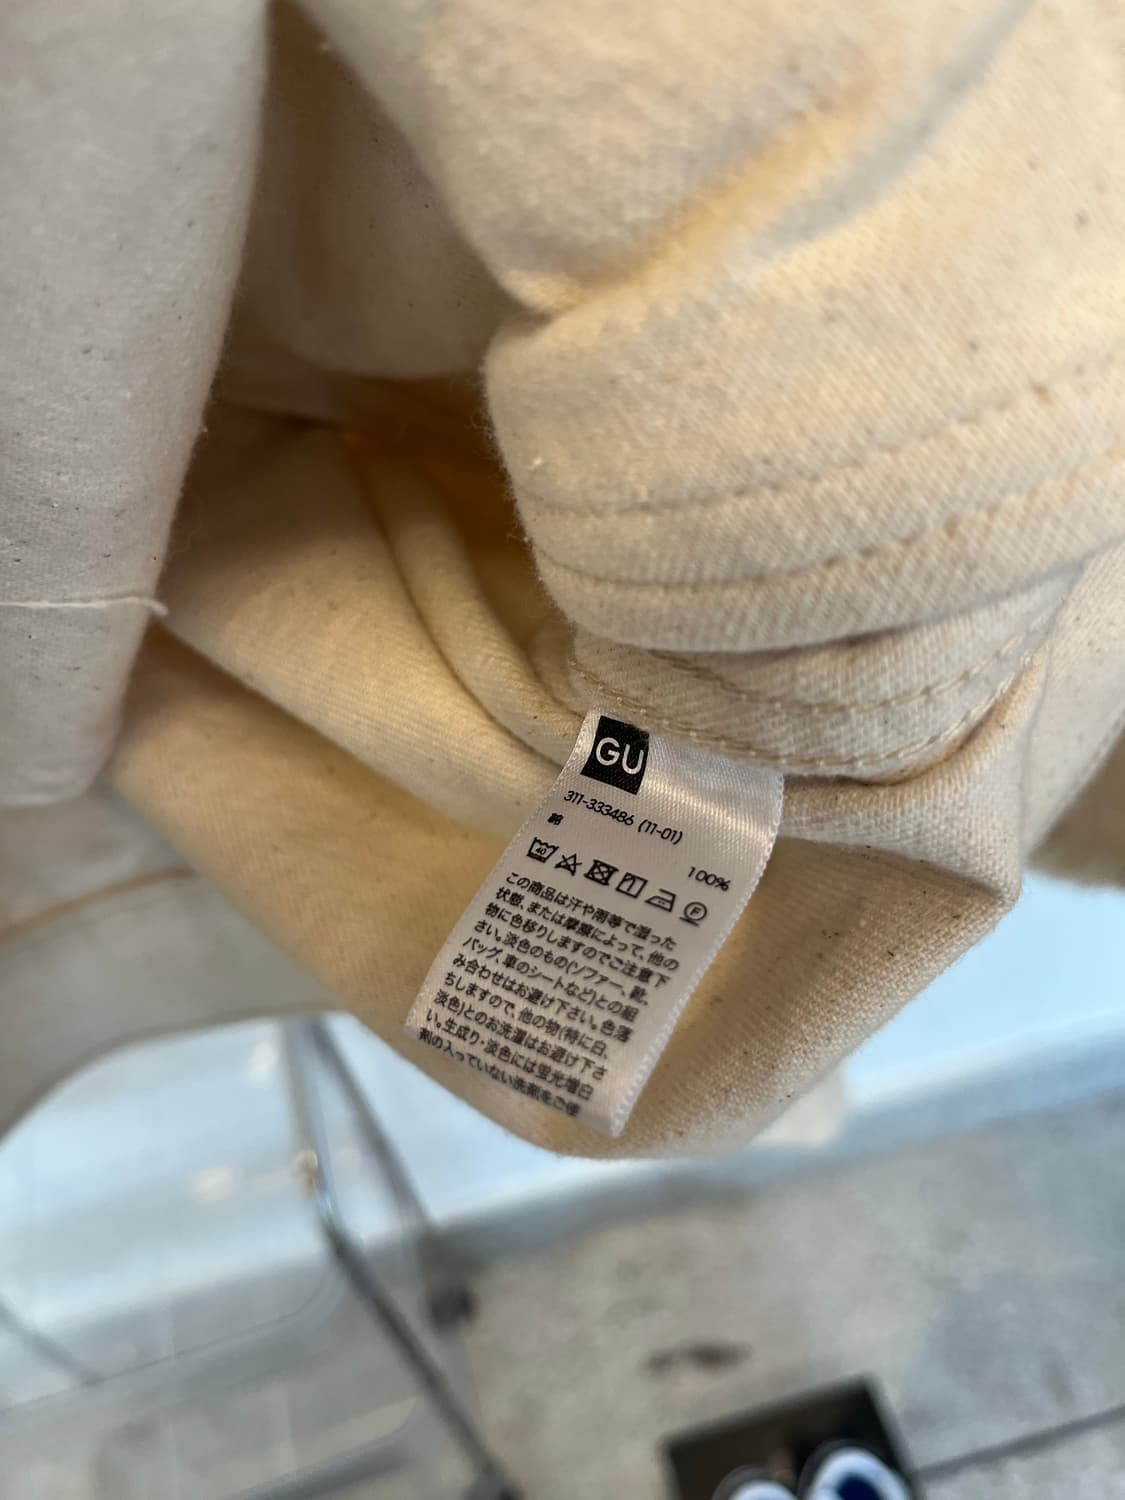 GU
311-333486 (11-01)
綿 100%
40
F
この商品は汗や雨等で湿った
状態、または摩擦によって、他の
物に色移りしますのでご注意下
さい。淡色のもの(ソファー、靴、
バッグ、車のシートなど)との組
み合わせはお避け下さい。色落
ちしますので、他の物(特に白、
淡色)とのお洗濯はお避け下さ
い。生成り・淡色には蛍光増白
剤の入っていない洗剤をご使